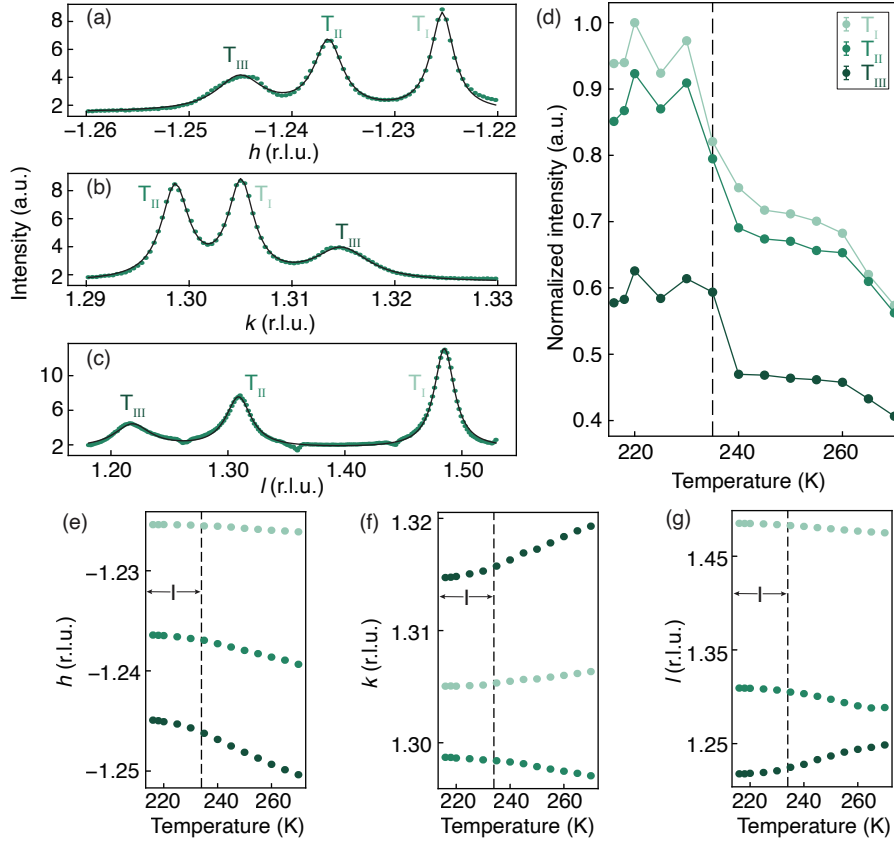 (a)
T_III
T_II
T_I
8
6
4
2
−1.26
−1.25
−1.24
−1.23
−1.22
h (r.l.u.)
(b)
T_II
T_I
T_III
8
6
4
2
1.29
1.30
1.31
1.32
1.33
k (r.l.u.)
Intensity (a.u.)
(c)
T_III
T_II
T_I
10
6
2
1.20
1.30
1.40
1.50
l (r.l.u.)
(d)
T_I
T_II
T_III
1.0
0.9
0.8
0.7
0.6
0.5
0.4
Normalized intensity (a.u.)
220
240
260
Temperature (K)
(e)
−1.23
−1.24
−1.25
h (r.l.u.)
I
220
240
260
Temperature (K)
(f)
1.32
1.31
1.30
k (r.l.u.)
I
220
240
260
Temperature (K)
(g)
1.45
1.35
1.25
l (r.l.u.)
I
220
240
260
Temperature (K)